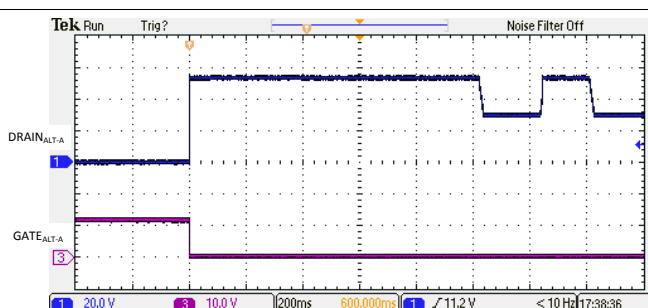 Tek Run Trig? Noise Filter Off
DRAINALT-A
1
GATEALT-A
3
1 20.0 V 3 10.0 V 200ms 600.000ms 1 11.2 V < 10 Hz 17:38:36